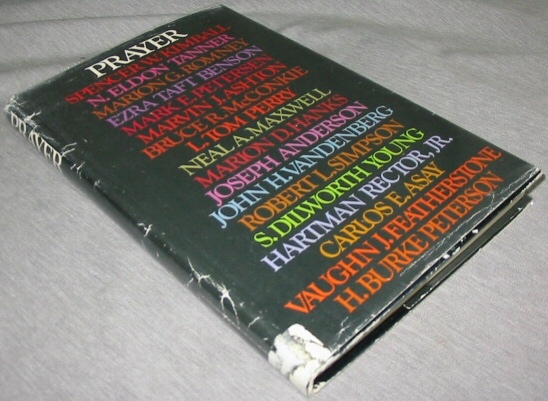 PRAYER
SPENCER W. KIMBALL
N. ELDON TANNER
MARION G. ROMNEY
EZRA TAFT BENSON
MARK E. PETERSEN
MARVIN J. ASHTON
BRUCE R. McCONKIE
L. TOM PERRY
NEAL A. MAXWELL
MARION D. HANKS
JOSEPH ANDERSON
JOHN H. VANDENBERG
ROBERT L. SIMPSON
S. DILWORTH YOUNG
HARTMAN RECTOR, JR.
CARLOS E. ASAY
VAUGHN J. FEATHERSTONE
H. BURKE PETERSON
PRAYER